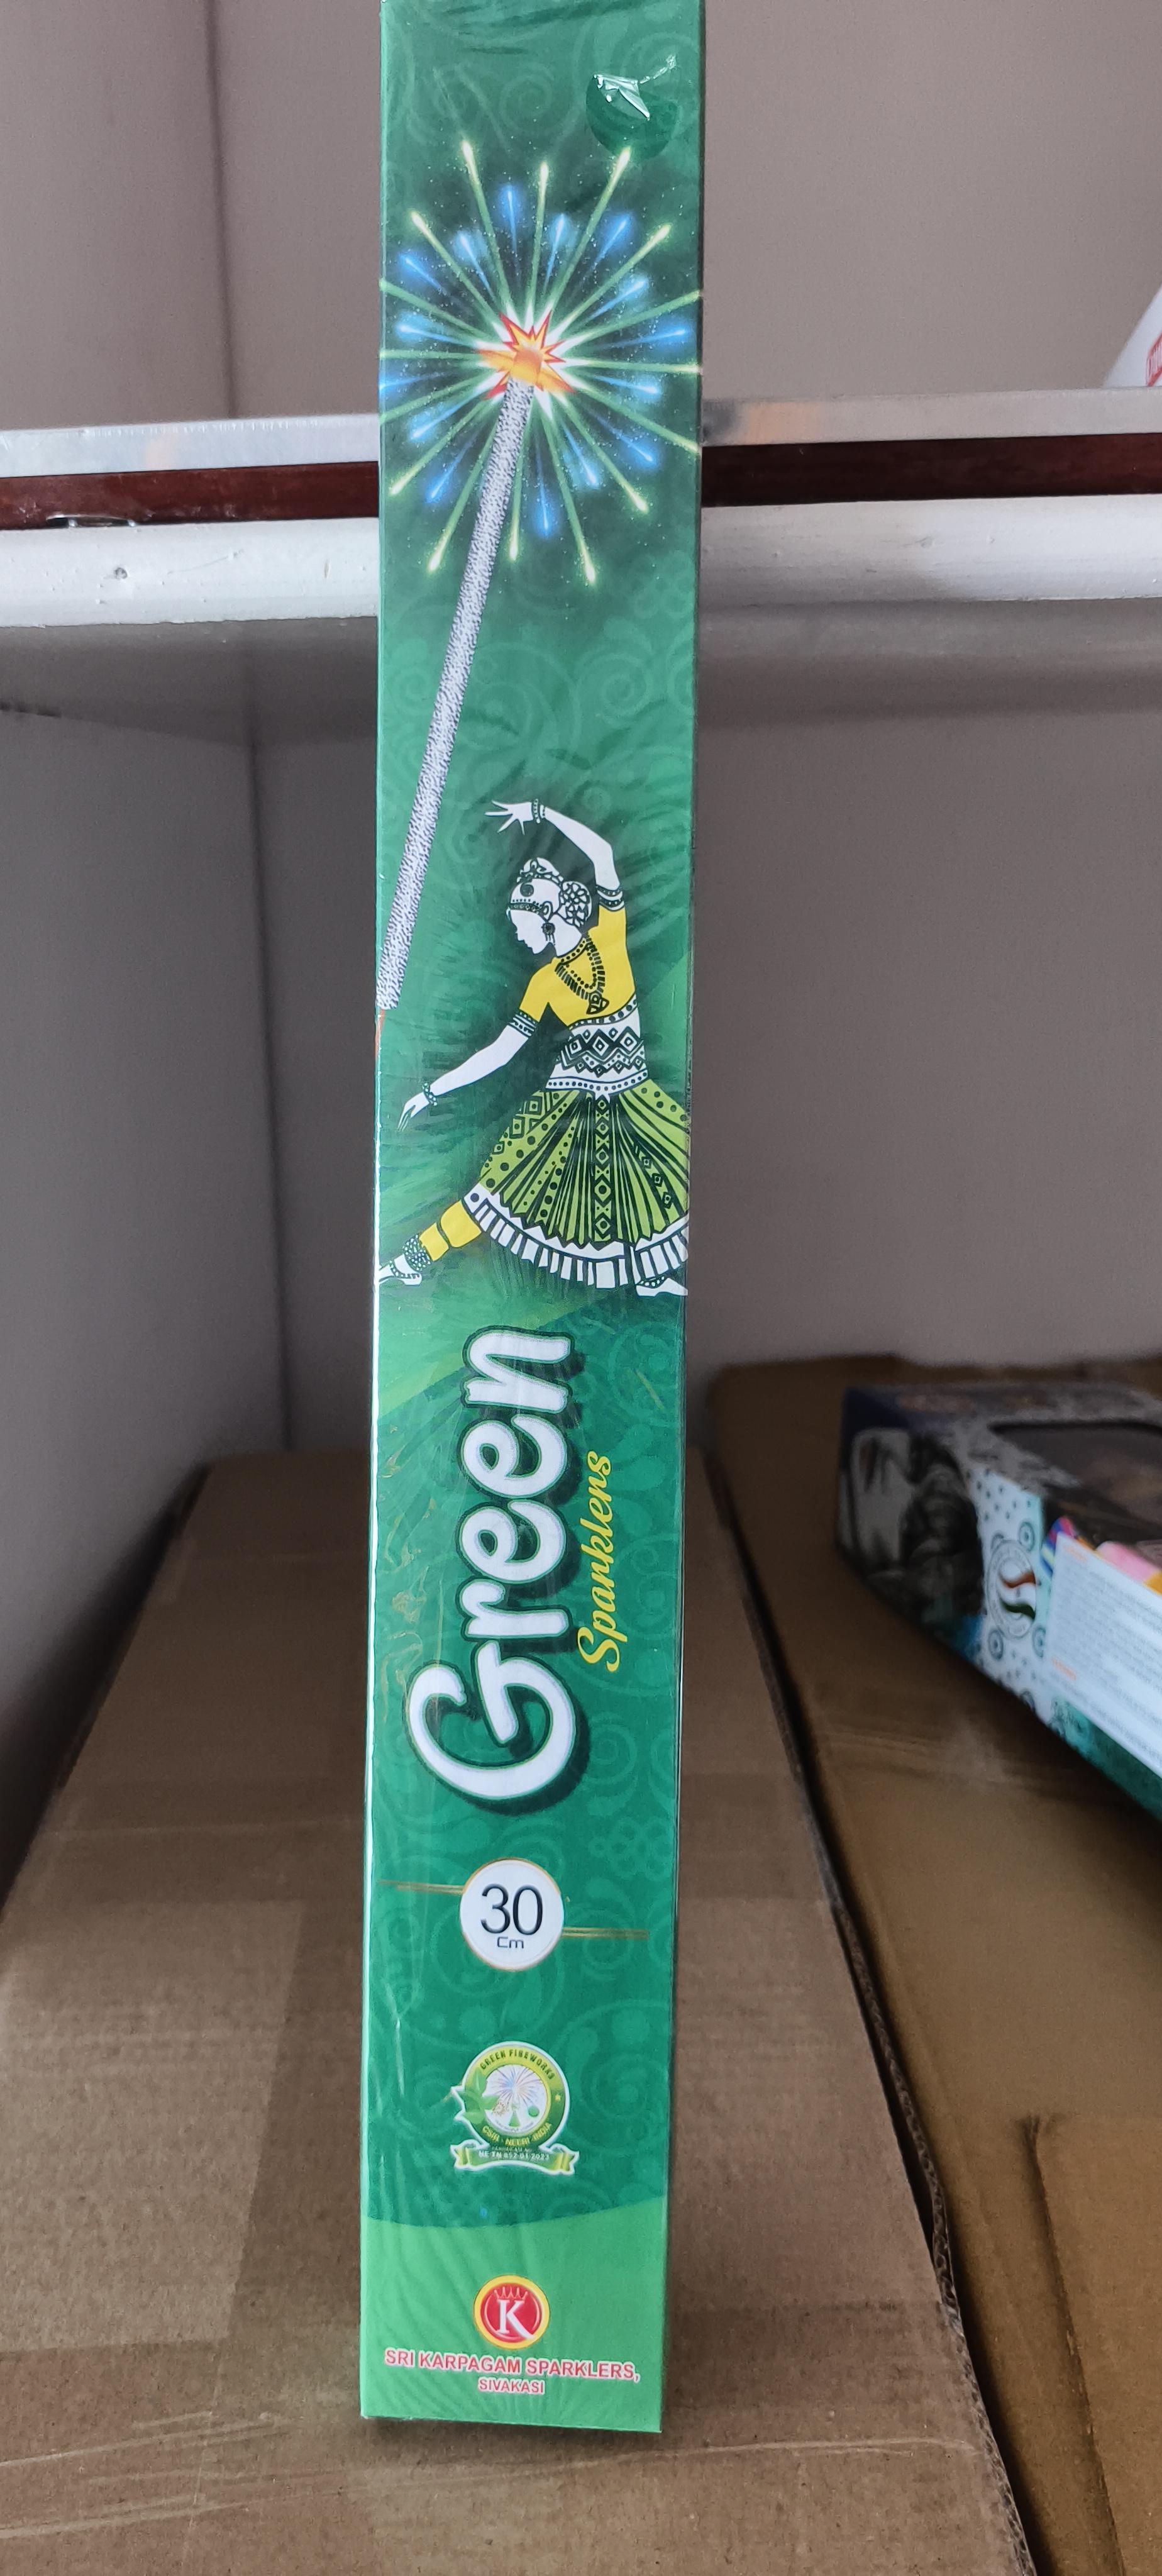 Green
Sparklers
30
Cm
GREEN FIREWORKS
CSIR - NEERI - INDIA
K
SRI KARPAGAM SPARKLERS,
SIVAKASI